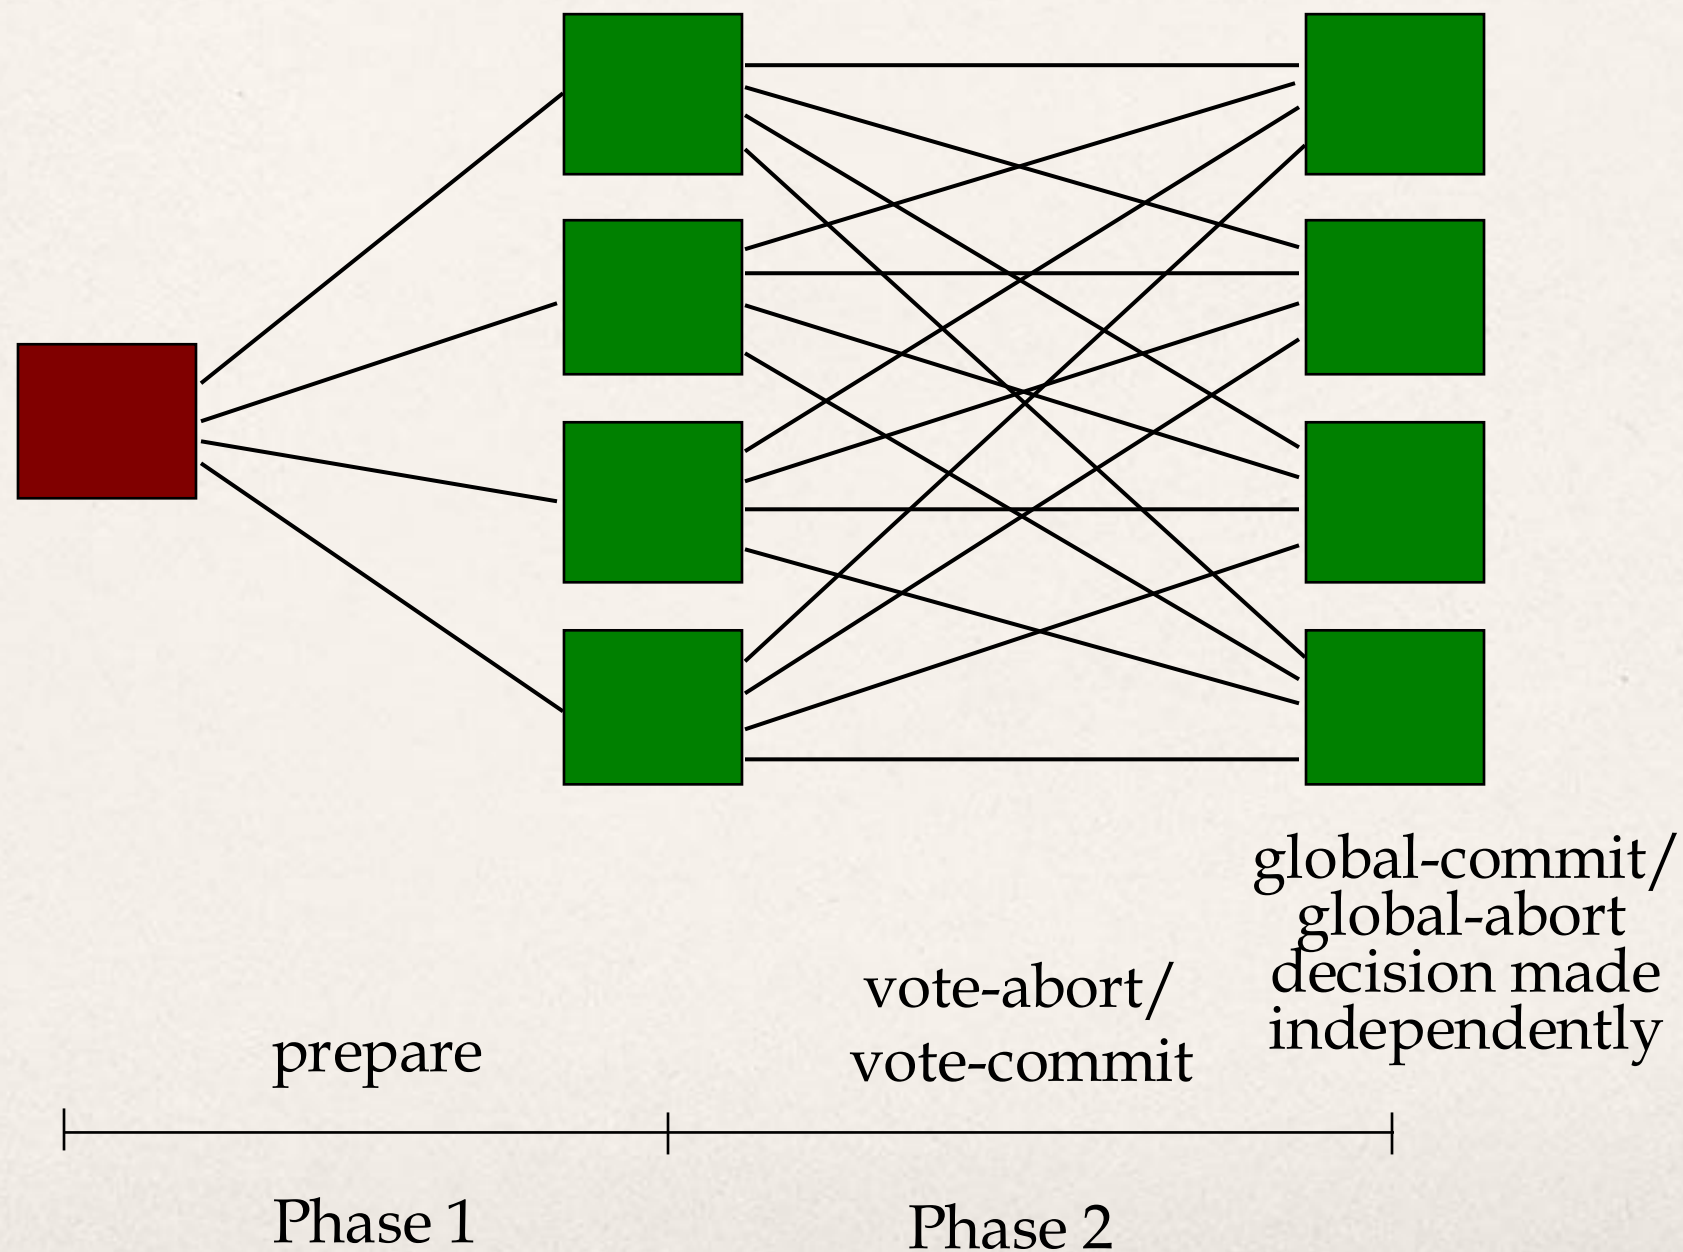 global-commit/
global-abort
decision made
independently
vote-abort/
vote-commit
prepare
Phase 1
Phase 2